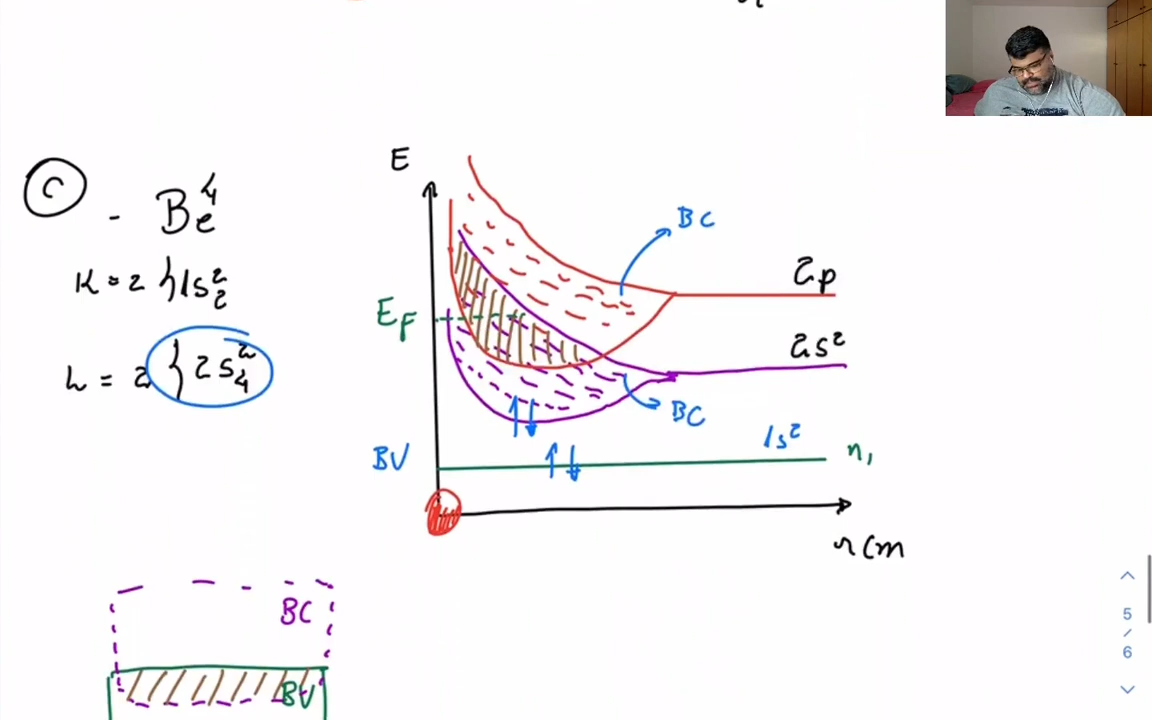 C
- Be⁴
K = 2 } 1s²₂
L = 2 } 2s²₄
E
BC
2p
E_F
2s²
BC
BV
1s²
n₁
r(m
BC
BV
5
/
6